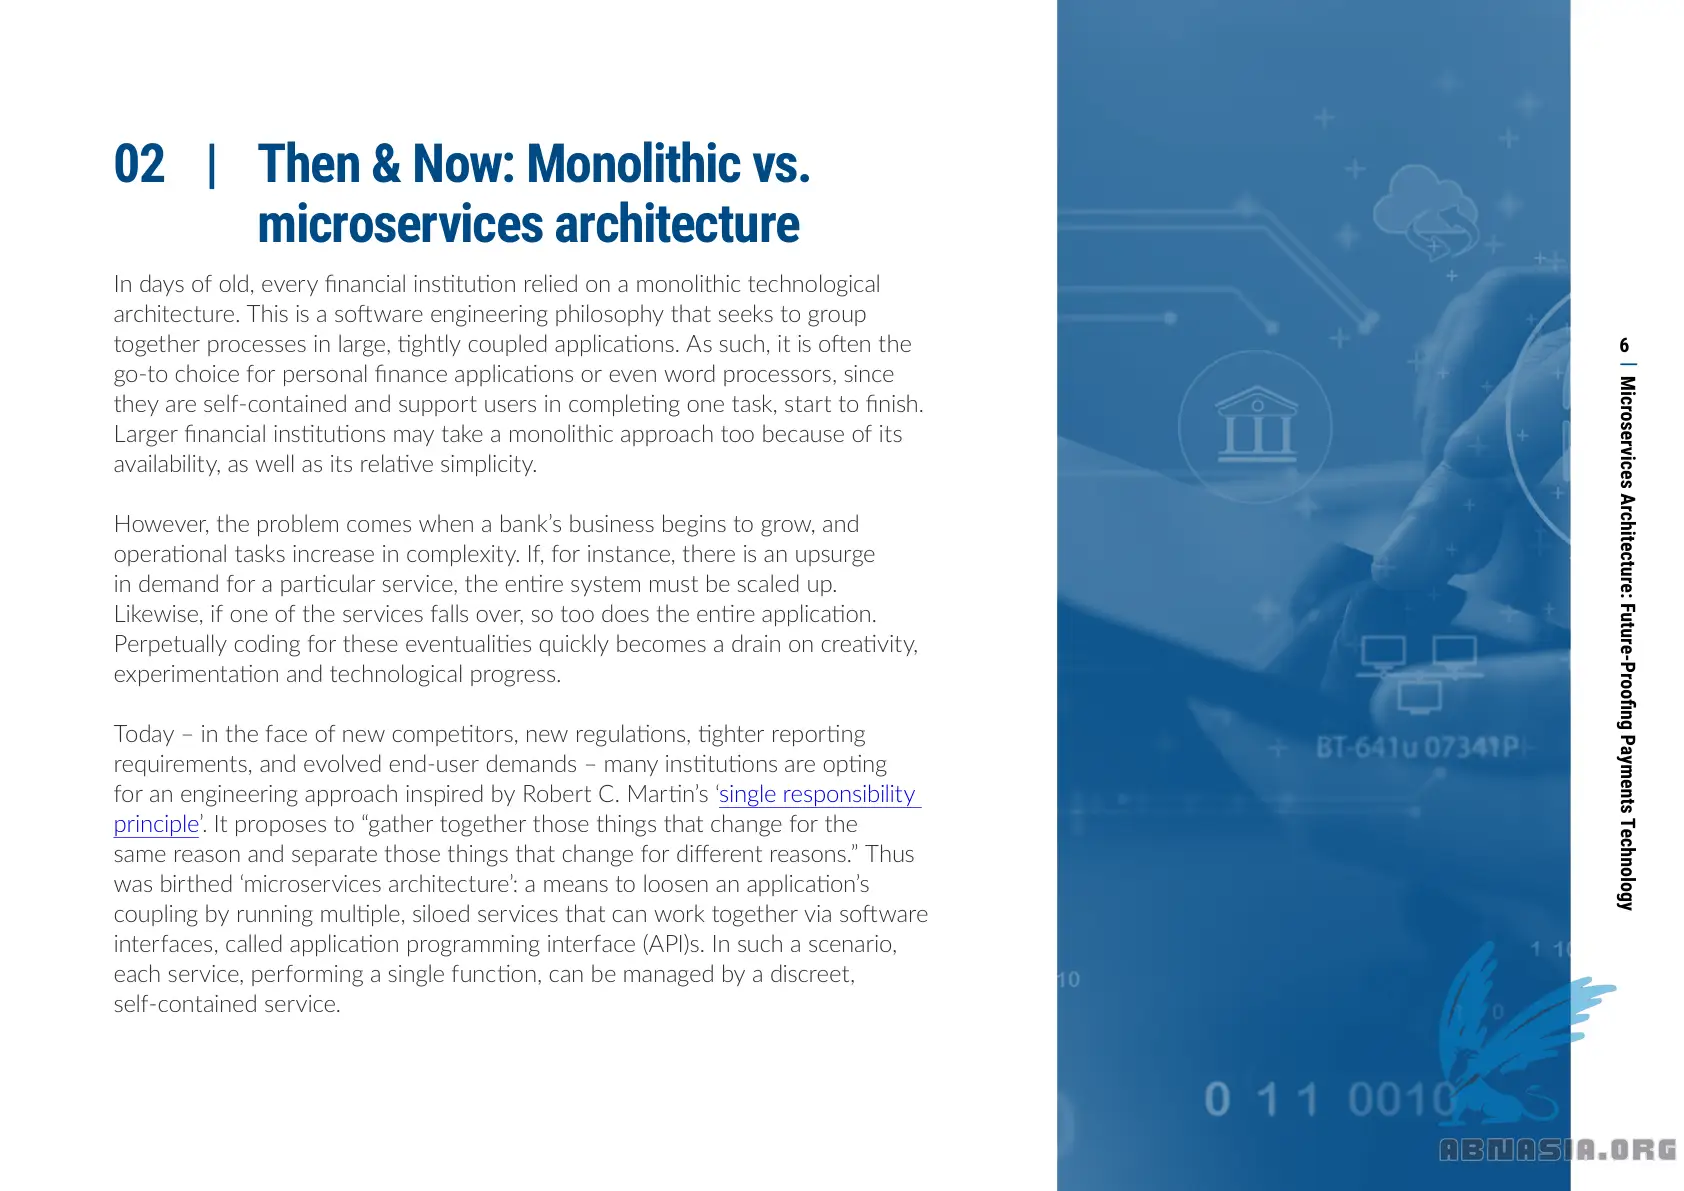 02 | Then & Now: Monolithic vs.
microservices architecture
In days of old, every financial institution relied on a monolithic technological
architecture. This is a software engineering philosophy that seeks to group
together processes in large, tightly coupled applications. As such, it is often the
go-to choice for personal finance applications or even word processors, since
they are self-contained and support users in completing one task, start to finish.
Larger financial institutions may take a monolithic approach too because of its
availability, as well as its relative simplicity.
However, the problem comes when a bank’s business begins to grow, and
operational tasks increase in complexity. If, for instance, there is an upsurge
in demand for a particular service, the entire system must be scaled up.
Likewise, if one of the services falls over, so too does the entire application.
Perpetually coding for these eventualities quickly becomes a drain on creativity,
experimentation and technological progress.
Today – in the face of new competitors, new regulations, tighter reporting
requirements, and evolved end-user demands – many institutions are opting
for an engineering approach inspired by Robert C. Martin’s ‘single responsibility
principle’. It proposes to “gather together those things that change for the
same reason and separate those things that change for different reasons.” Thus
was birthed ‘microservices architecture’: a means to loosen an application’s
coupling by running multiple, siloed services that can work together via software
interfaces, called application programming interface (API)s. In such a scenario,
each service, performing a single function, can be managed by a discreet,
self-contained service.
BT-641u 07341P
1 10
10
0
0 1 1 0010
6 | Microservices Architecture: Future-Proofing Payments Technology
ABNASIA.ORG